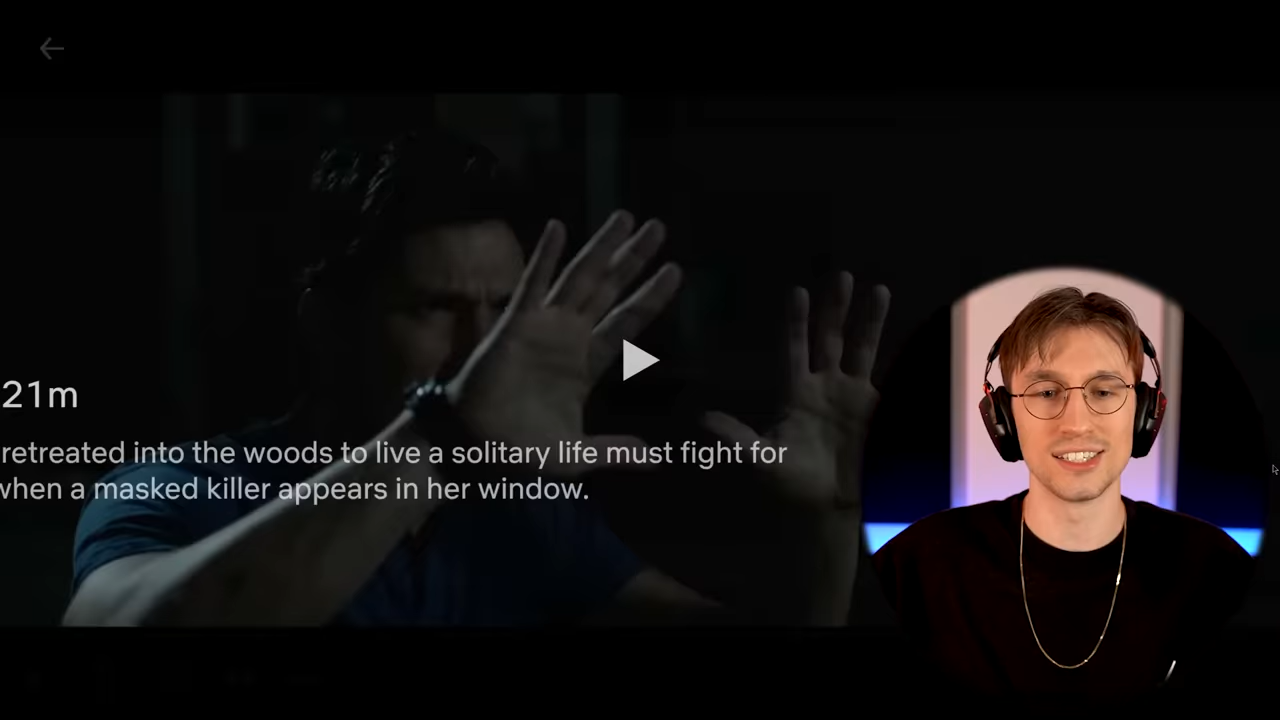 21m
retreated into the woods to live a solitary life must fight for
when a masked killer appears in her window.